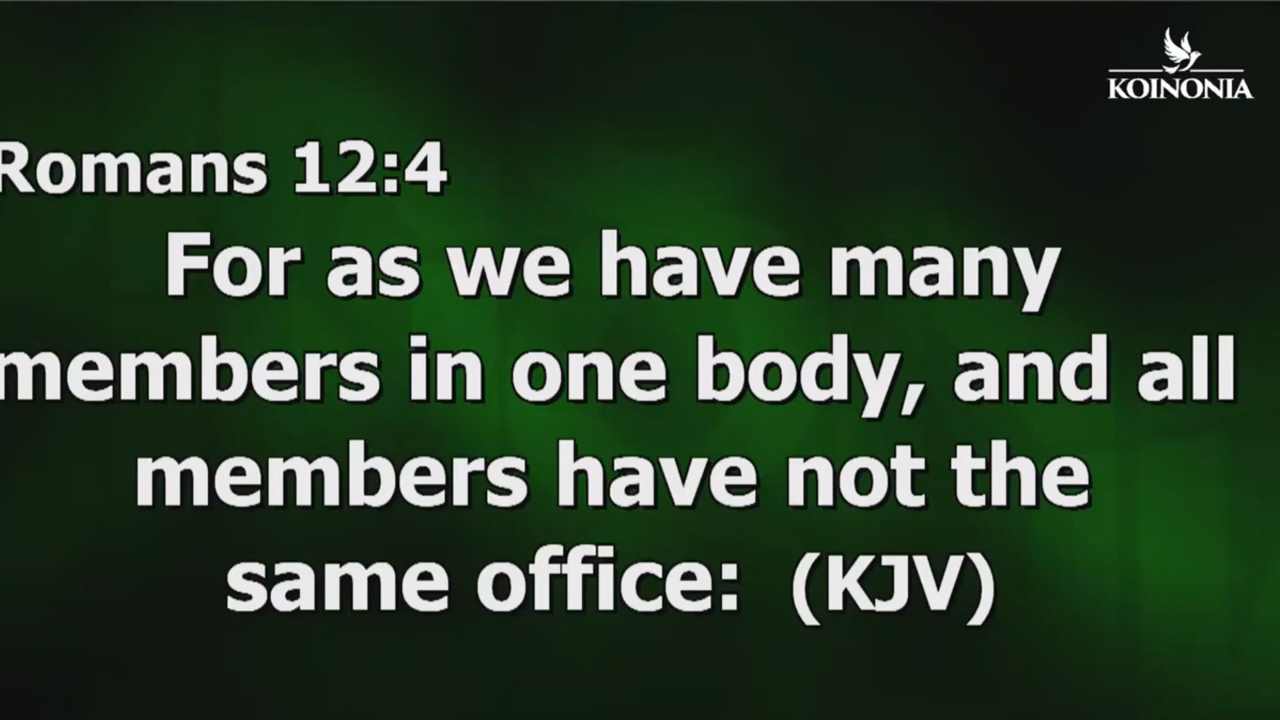 KOINONIA
Romans 12:4
For as we have many
members in one body, and all
members have not the
same office: (KJV)